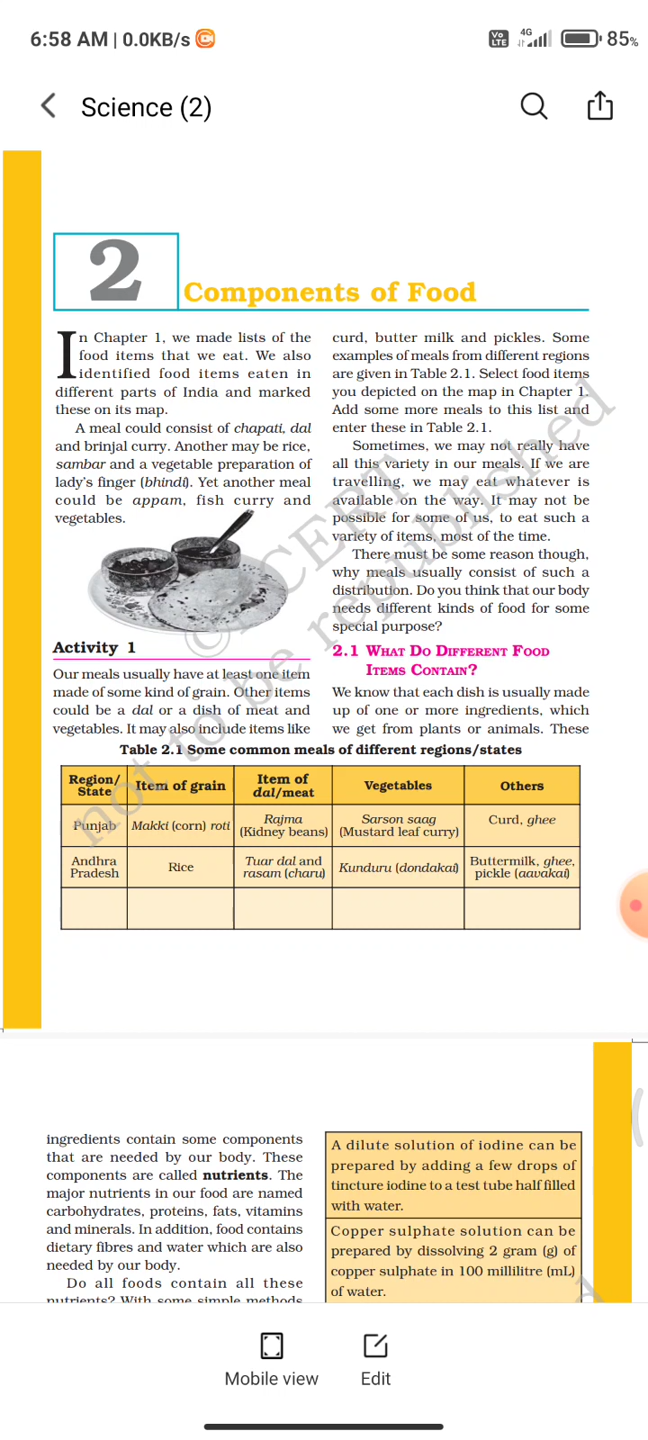 6:58 AM | 0.0KB/s
Vo LTE 4G 85%
Science (2)
2
Components of Food
In Chapter 1, we made lists of the
food items that we eat. We also
identified food items eaten in
different parts of India and marked
these on its map.
A meal could consist of chapati, dal
and brinjal curry. Another may be rice,
sambar and a vegetable preparation of
lady's finger (bhindi). Yet another meal
could be appam, fish curry and
vegetables.
Activity 1
Our meals usually have at least one item
made of some kind of grain. Other items
could be a dal or a dish of meat and
vegetables. It may also include items like
curd, butter milk and pickles. Some
examples of meals from different regions
are given in Table 2.1. Select food items
you depicted on the map in Chapter 1.
Add some more meals to this list and
enter these in Table 2.1.
Sometimes, we may not really have
all this variety in our meals. If we are
travelling, we may eat whatever is
available on the way. It may not be
possible for some of us, to eat such a
variety of items, most of the time.
There must be some reason though,
why meals usually consist of such a
distribution. Do you think that our body
needs different kinds of food for some
special purpose?
2.1 What Do Different Food
Items Contain?
We know that each dish is usually made
up of one or more ingredients, which
we get from plants or animals. These
© NCERT
not to be republished
Table 2.1 Some common meals of different regions/states
Region/
State
Item of grain
Item of
dal/meat
Vegetables
Others
Punjab
Makki (corn) roti
Rajma
(Kidney beans)
Sarson saag
(Mustard leaf curry)
Curd, ghee
Andhra
Pradesh
Rice
Tuar dal and
rasam (charu)
Kunduru (dondakai)
Buttermilk, ghee,
pickle (aavakai)
ingredients contain some components
that are needed by our body. These
components are called nutrients. The
major nutrients in our food are named
carbohydrates, proteins, fats, vitamins
and minerals. In addition, food contains
dietary fibres and water which are also
needed by our body.
Do all foods contain all these
nutrients? With some simple methods
A dilute solution of iodine can be
prepared by adding a few drops of
tincture iodine to a test tube half filled
with water.
Copper sulphate solution can be
prepared by dissolving 2 gram (g) of
copper sulphate in 100 millilitre (mL)
of water.
Mobile view
Edit